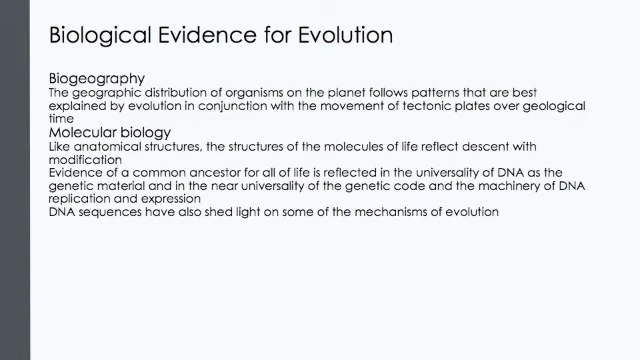 Biological Evidence for Evolution
Biogeography
The geographic distribution of organisms on the planet follows patterns that are best
explained by evolution in conjunction with the movement of tectonic plates over geological
time
Molecular biology
Like anatomical structures, the structures of the molecules of life reflect descent with
modification
Evidence of a common ancestor for all of life is reflected in the universality of DNA as the
genetic material and in the near universality of the genetic code and the machinery of DNA
replication and expression
DNA sequences have also shed light on some of the mechanisms of evolution